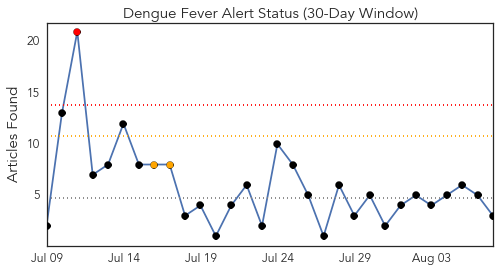 Dengue Fever Alert Status (30-Day Window)
Articles Found
20
15
10
5
Jul 09 Jul 14 Jul 19 Jul 24 Jul 29 Aug 03